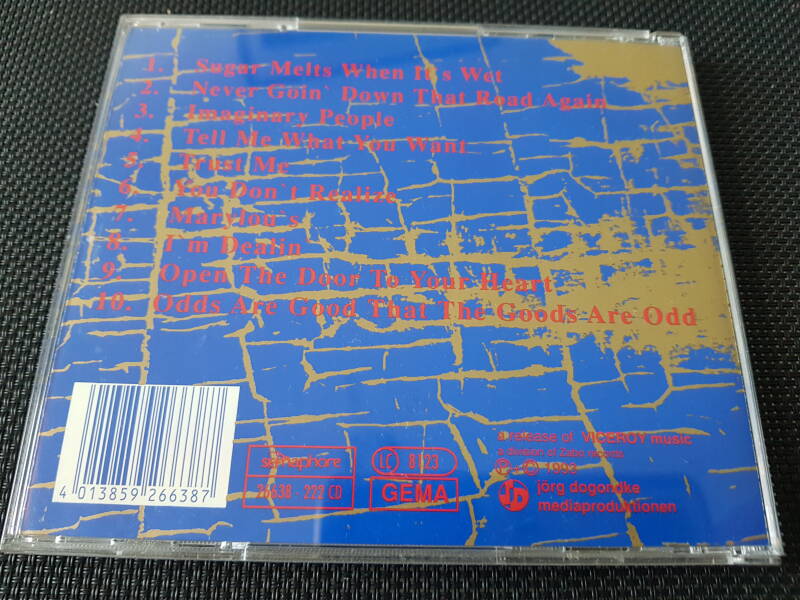 1. Sugar Melts When It's Wet
2. Never Goin` Down That Road Again
3. Imaginary People
4. Tell Me What You Want
5. Trust Me
6. You Don`t Realize
7. Marylou`s
8. I`m Dealin
9. Open The Door To Your Heart
10. Odds Are Good That The Goods Are Odd
4 013859 266387
semaphore
26638 - 222 CD
LC 8123
GEMA
a release of VICEROY music
a division of Zabo records
℗ © 1993
jörg dogondke
mediaproduktionen